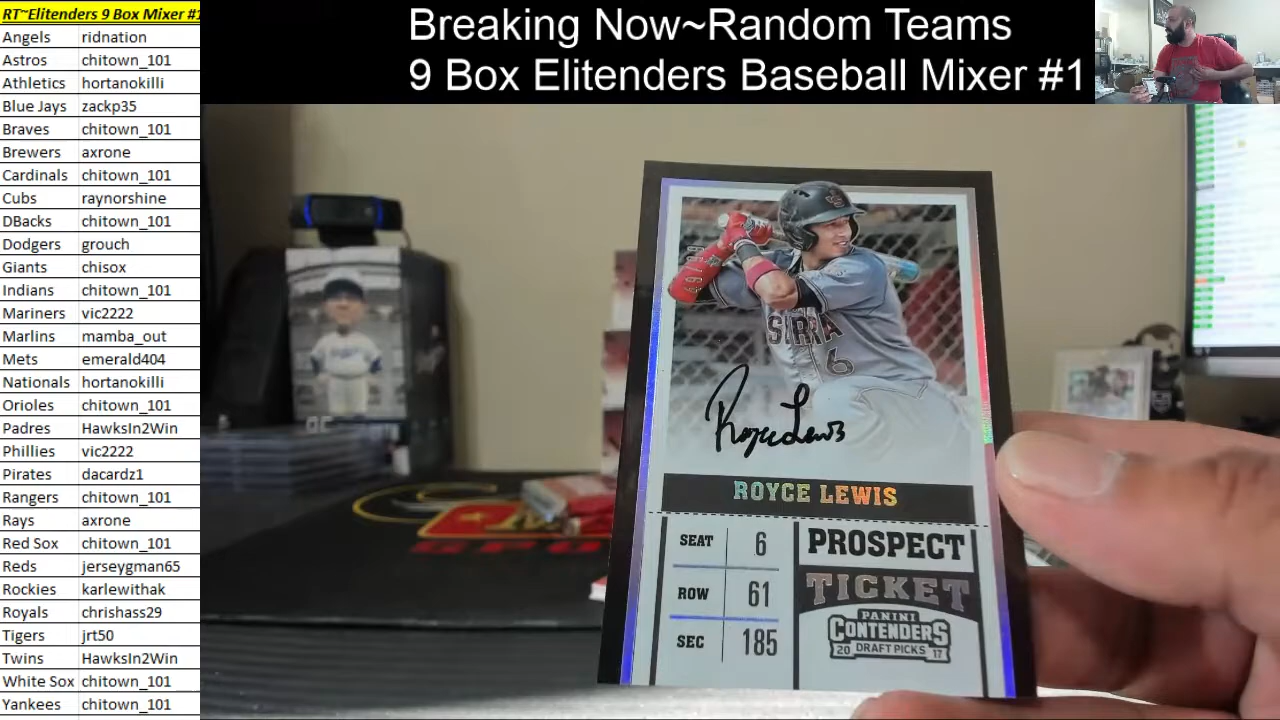 RT~Elitenders 9 Box Mixer #1
Angels ridnation
Astros chitown_101
Athletics hortanokilli
Blue Jays zackp35
Braves chitown_101
Brewers axrone
Cardinals chitown_101
Cubs raynorshine
DBacks chitown_101
Dodgers grouch
Giants chisox
Indians chitown_101
Mariners vic2222
Marlins mamba_out
Mets emerald404
Nationals hortanokilli
Orioles chitown_101
Padres HawksIn2Win
Phillies vic2222
Pirates dacardz1
Rangers chitown_101
Rays axrone
Red Sox chitown_101
Reds jerseygman65
Rockies karlewithak
Royals chrishass29
Tigers jrt50
Twins HawksIn2Win
White Sox chitown_101
Yankees chitown_101
Breaking Now~Random Teams
9 Box Elitenders Baseball Mixer #1
SERRA
6
Royce Lewis
ROYCE LEWIS
SEAT 6
ROW 61
SEC 185
PROSPECT
TICKET
PANINI
CONTENDERS
20 DRAFT PICKS 17